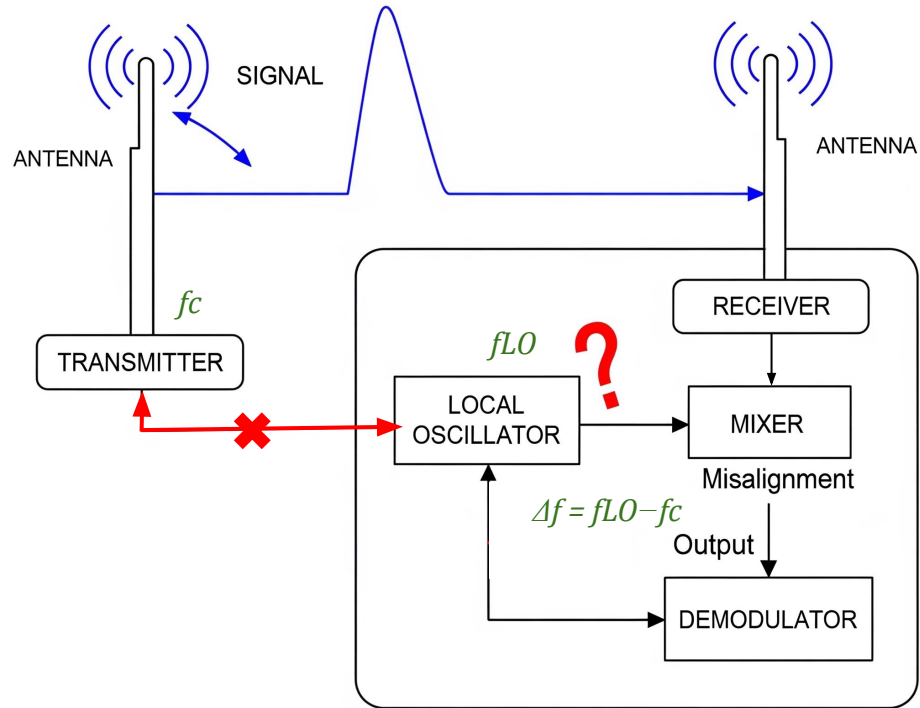 SIGNAL
ANTENNA
ANTENNA
fc
RECEIVER
TRANSMITTER
fLO
?
LOCAL
OSCILLATOR
MIXER
Misalignment
Δf = fLO−fc
Output
DEMODULATOR